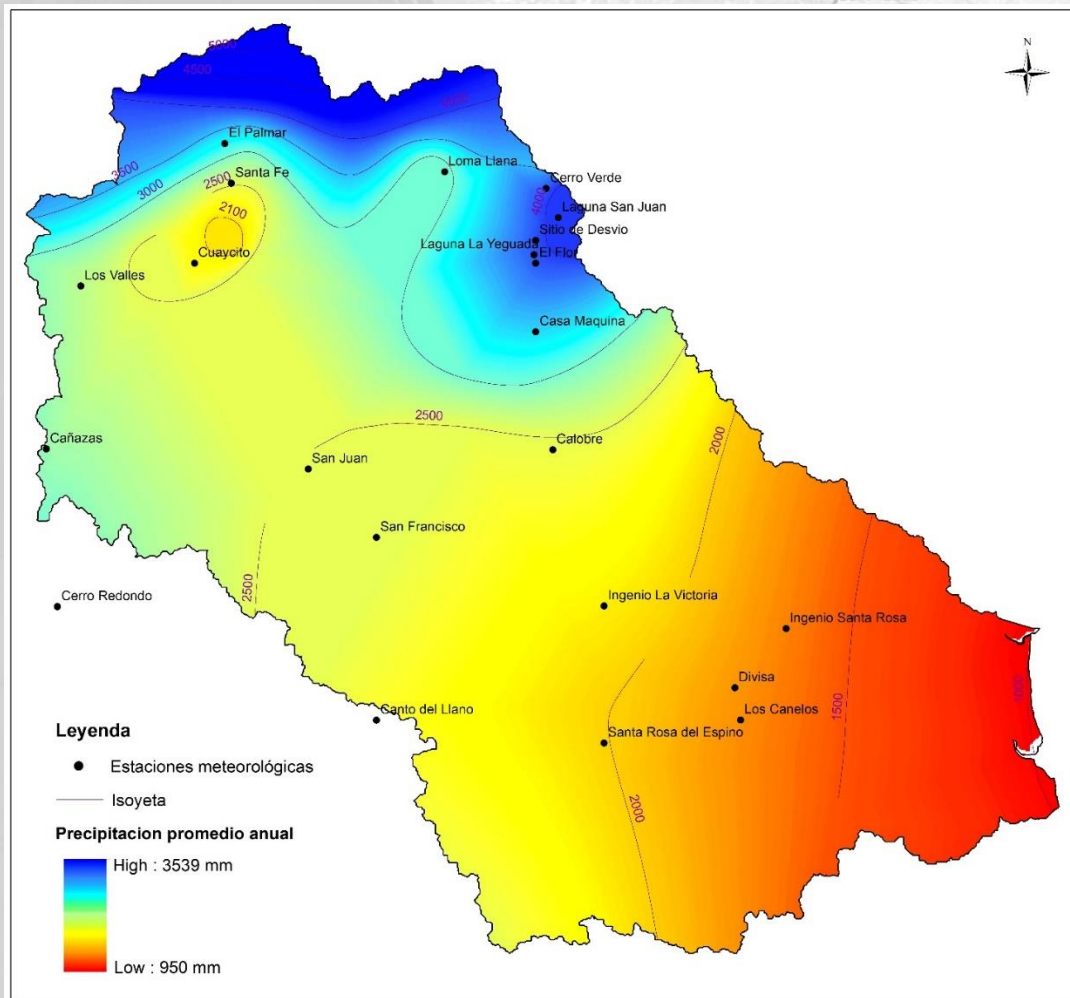 N
5000
4500
El Palmar
Loma Llana
3500
Santa Fe
2500
3000
Cerro Verde
4000
2100
Laguna San Juan
Sitio de Desvio
Laguna La Yeguada
El Flor
Cuaycito
Los Valles
Casa Maquina
2500
2000
Cañazas
Calobre
San Juan
San Francisco
2500
Cerro Redondo
Ingenio La Victoria
Ingenio Santa Rosa
Divisa
1000
1500
Canto del Llano
Los Canelos
Santa Rosa del Espino
2000
Leyenda
Estaciones meteorológicas
Isoyeta
Precipitacion promedio anual
High : 3539 mm
Low : 950 mm